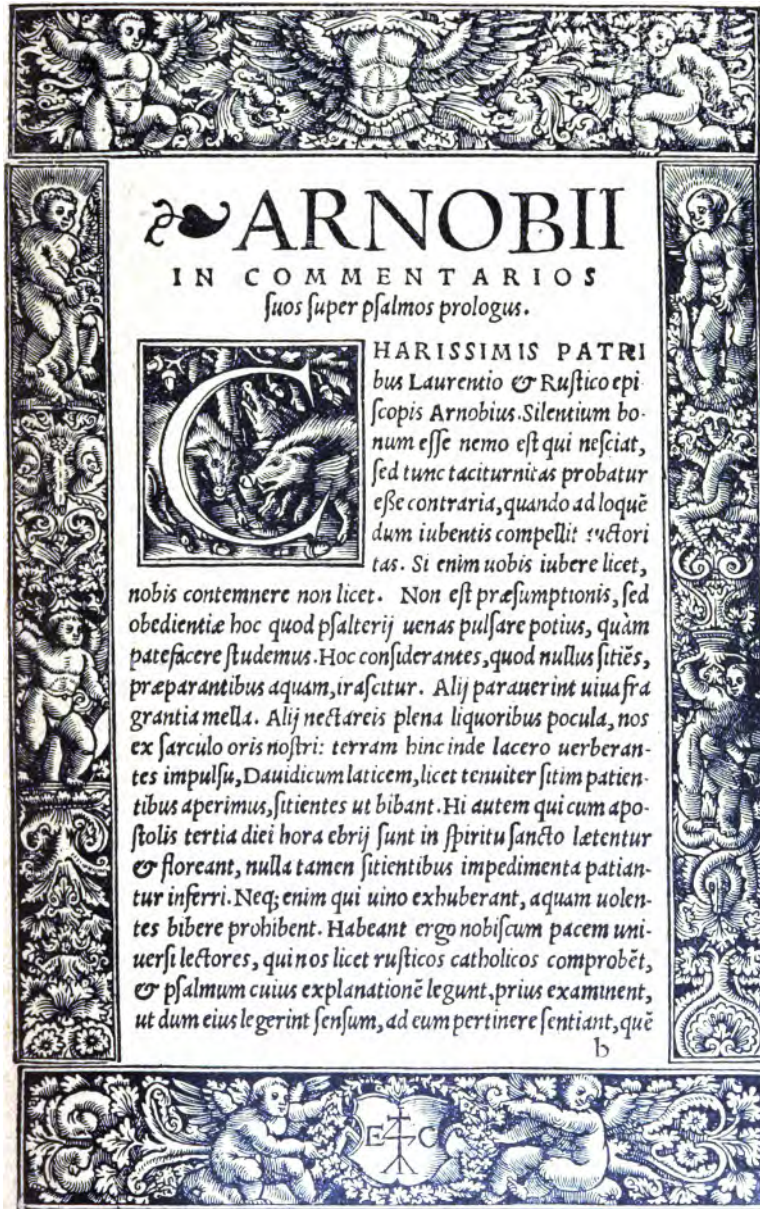 ARNOBII
IN COMMENTARIOS
ſuos ſuper pſalmos prologus.
CHARISSIMIS PATRI
bus Laurentio & Ruſtico epi
ſcopis Arnobius. Silentium bo-
num eſſe nemo eſt qui neſciat,
ſed tunc taciturnitas probatur
eſſe contraria, quando ad loquē
dum iubentis compellit auctori
tas. Si enim uobis iubere licet,
nobis contemnere non licet. Non eſt præſumptionis, ſed
obedientiæ hoc quod pſalterij uenas pulſare potius, quàm
patefacere ſtudemus. Hoc conſiderantes, quod nullus ſitiēs,
præparantibus aquam, iraſcitur. Alij parauerint uiua fra
grantia mella. Alij nectareis plena liquoribus pocula, nos
ex ſarculo oris noſtri: terram hinc inde lacero uerberan-
tes impulſu, Dauidicum laticem, licet tenuiter ſitim patien-
tibus aperimus, ſitientes ut bibant. Hi autem qui cum apo-
ſtolis tertia diei hora ebrij ſunt in ſpiritu ſancto lætentur
& floreant, nulla tamen ſitientibus impedimenta patian-
tur inferri. Neq; enim qui uino exhuberant, aquam uolen-
tes bibere prohibent. Habeant ergo nobiſcum pacem uni-
uerſi lectores, qui nos licet ruſticos catholicos comprobēt,
& pſalmum cuius explanationē legunt, prius examinent,
ut dum eius legerint ſenſum, ad eum pertinere ſentiant, quē
b
E C